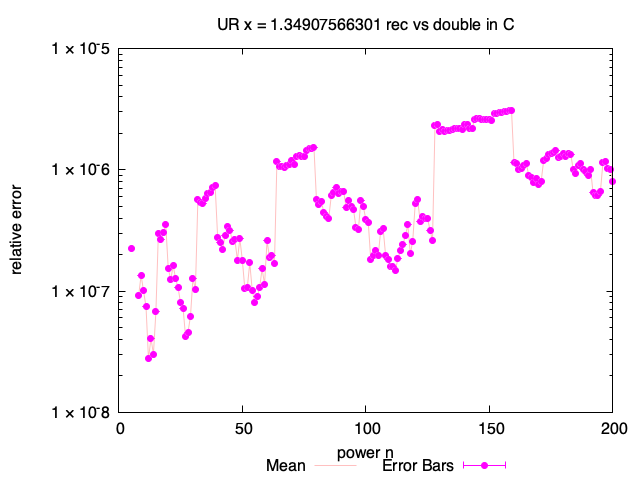 UR x = 1.34907566301 rec vs double in C
1 × 10-5
1 × 10-6
1 × 10-7
1 × 10-8
relative error
0 50 100 150 200
power n
Mean Error Bars